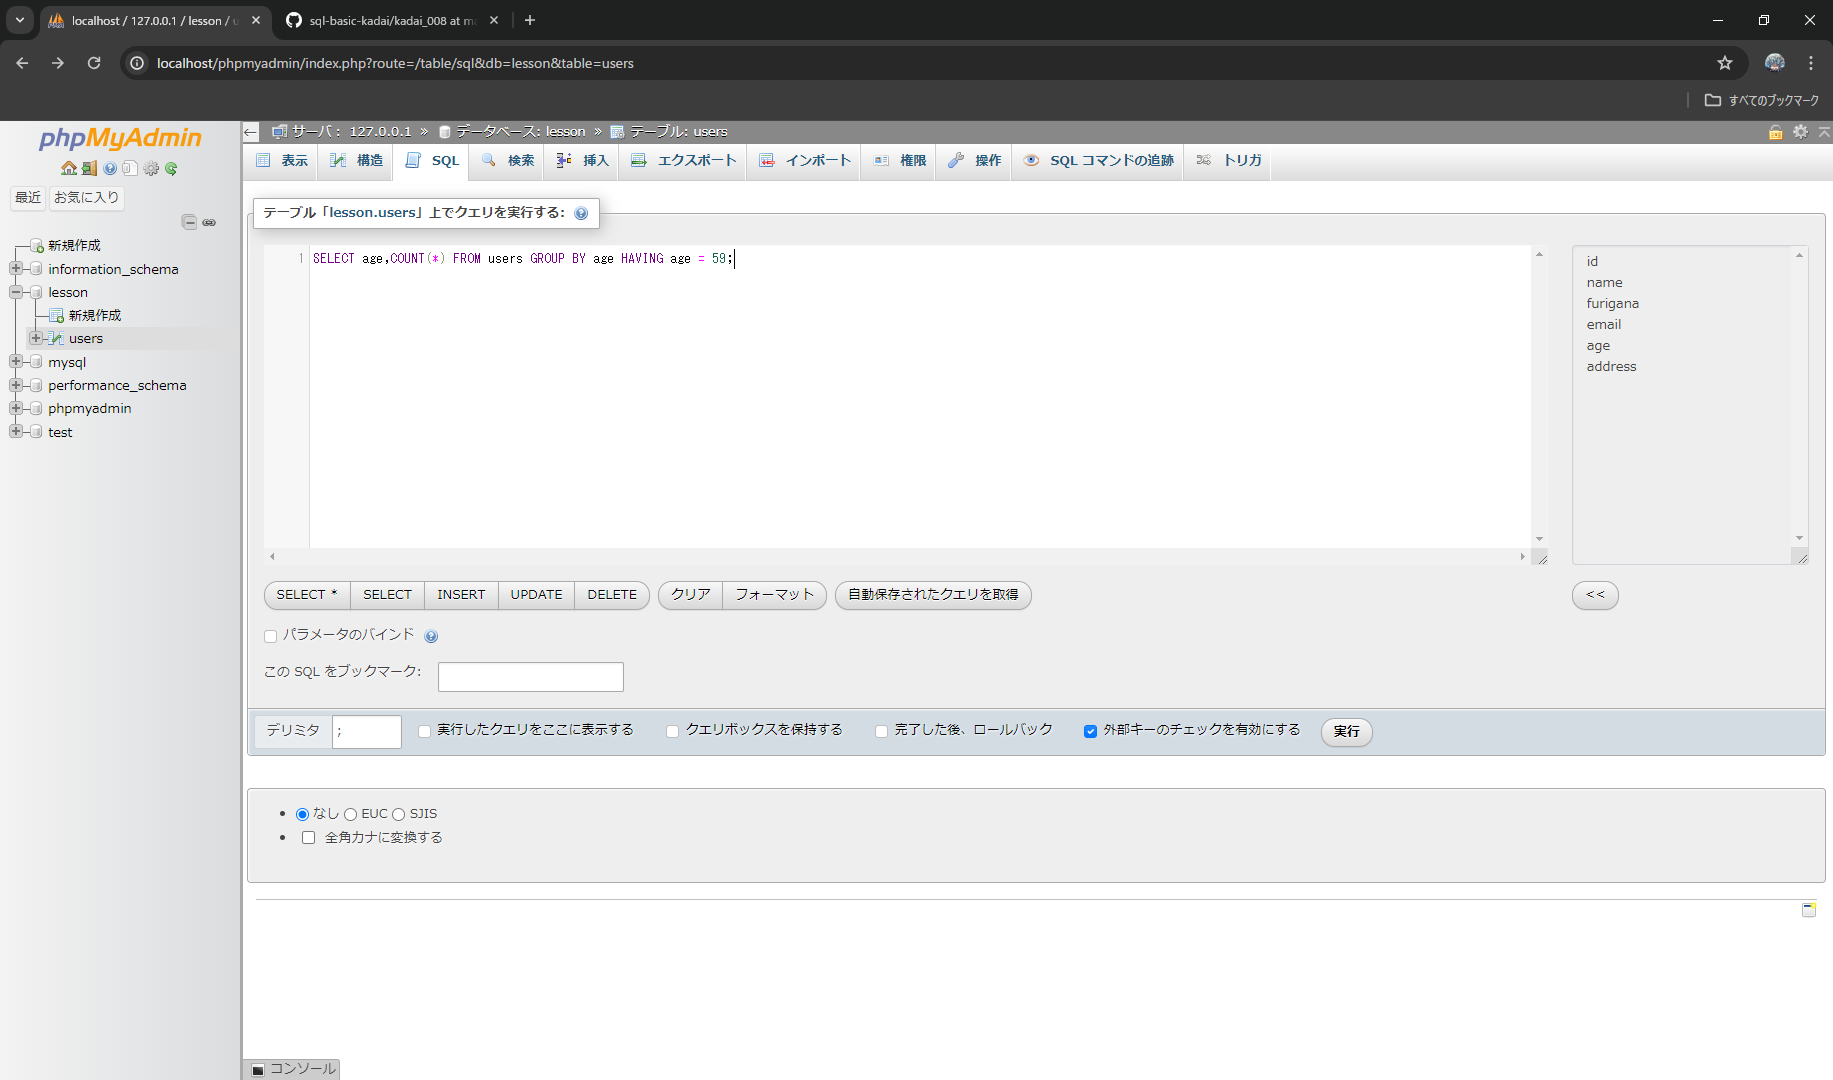 localhost / 127.0.0.1 / lesson / u
sql-basic-kadai/kadai_008 at m
localhost/phpmyadmin/index.php?route=/table/sql&db=lesson&table=users
すべてのブックマーク
phpMyAdmin
最近 お気に入り
新規作成
information_schema
lesson
新規作成
users
mysql
performance_schema
phpmyadmin
test
サーバ: 127.0.0.1 » データベース: lesson » テーブル: users
表示 構造 SQL 検索 挿入 エクスポート インポート 権限 操作 SQL コマンドの追跡 トリガ
テーブル「lesson.users」上でクエリを実行する:
1 SELECT age,COUNT(*) FROM users GROUP BY age HAVING age = 59;
id
name
furigana
email
age
address
SELECT * SELECT INSERT UPDATE DELETE クリア フォーマット 自動保存されたクエリを取得 <<
パラメータのバインド
この SQL をブックマーク:
デリミタ ; 実行したクエリをここに表示する クエリボックスを保持する 完了した後、ロールバック 外部キーのチェックを有効にする 実行
なし EUC SJIS
全角カナに変換する
コンソール